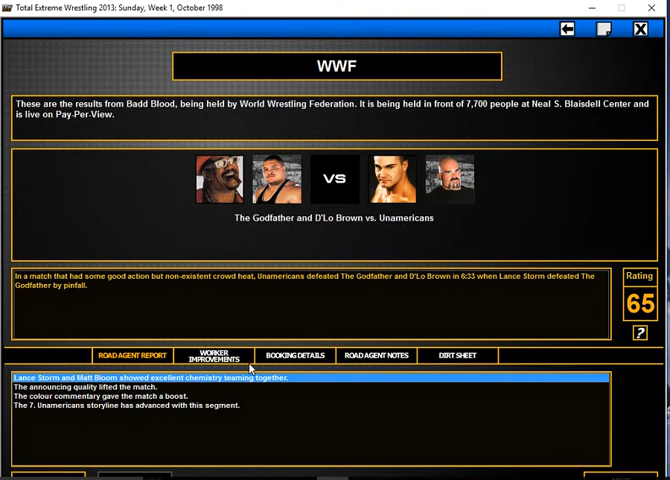 Total Extreme Wrestling 2013: Sunday, Week 1, October 1998
WWF
These are the results from Badd Blood, being held by World Wrestling Federation. It is being held in front of 7,700 people at Neal S. Blaisdell Center and
is live on Pay-Per-View.
VS
The Godfather and D'Lo Brown vs. Unamericans
In a match that had some good action but non-existent crowd heat, Unamericans defeated The Godfather and D'Lo Brown in 6:33 when Lance Storm defeated The
Godfather by pinfall.
Rating
65
?
ROAD AGENT REPORT
WORKER
IMPROVEMENTS
BOOKING DETAILS
ROAD AGENT NOTES
DIRT SHEET
Lance Storm and Matt Bloom showed excellent chemistry teaming together.
The announcing quality lifted the match.
The colour commentary gave the match a boost.
The 7. Unamericans storyline has advanced with this segment.